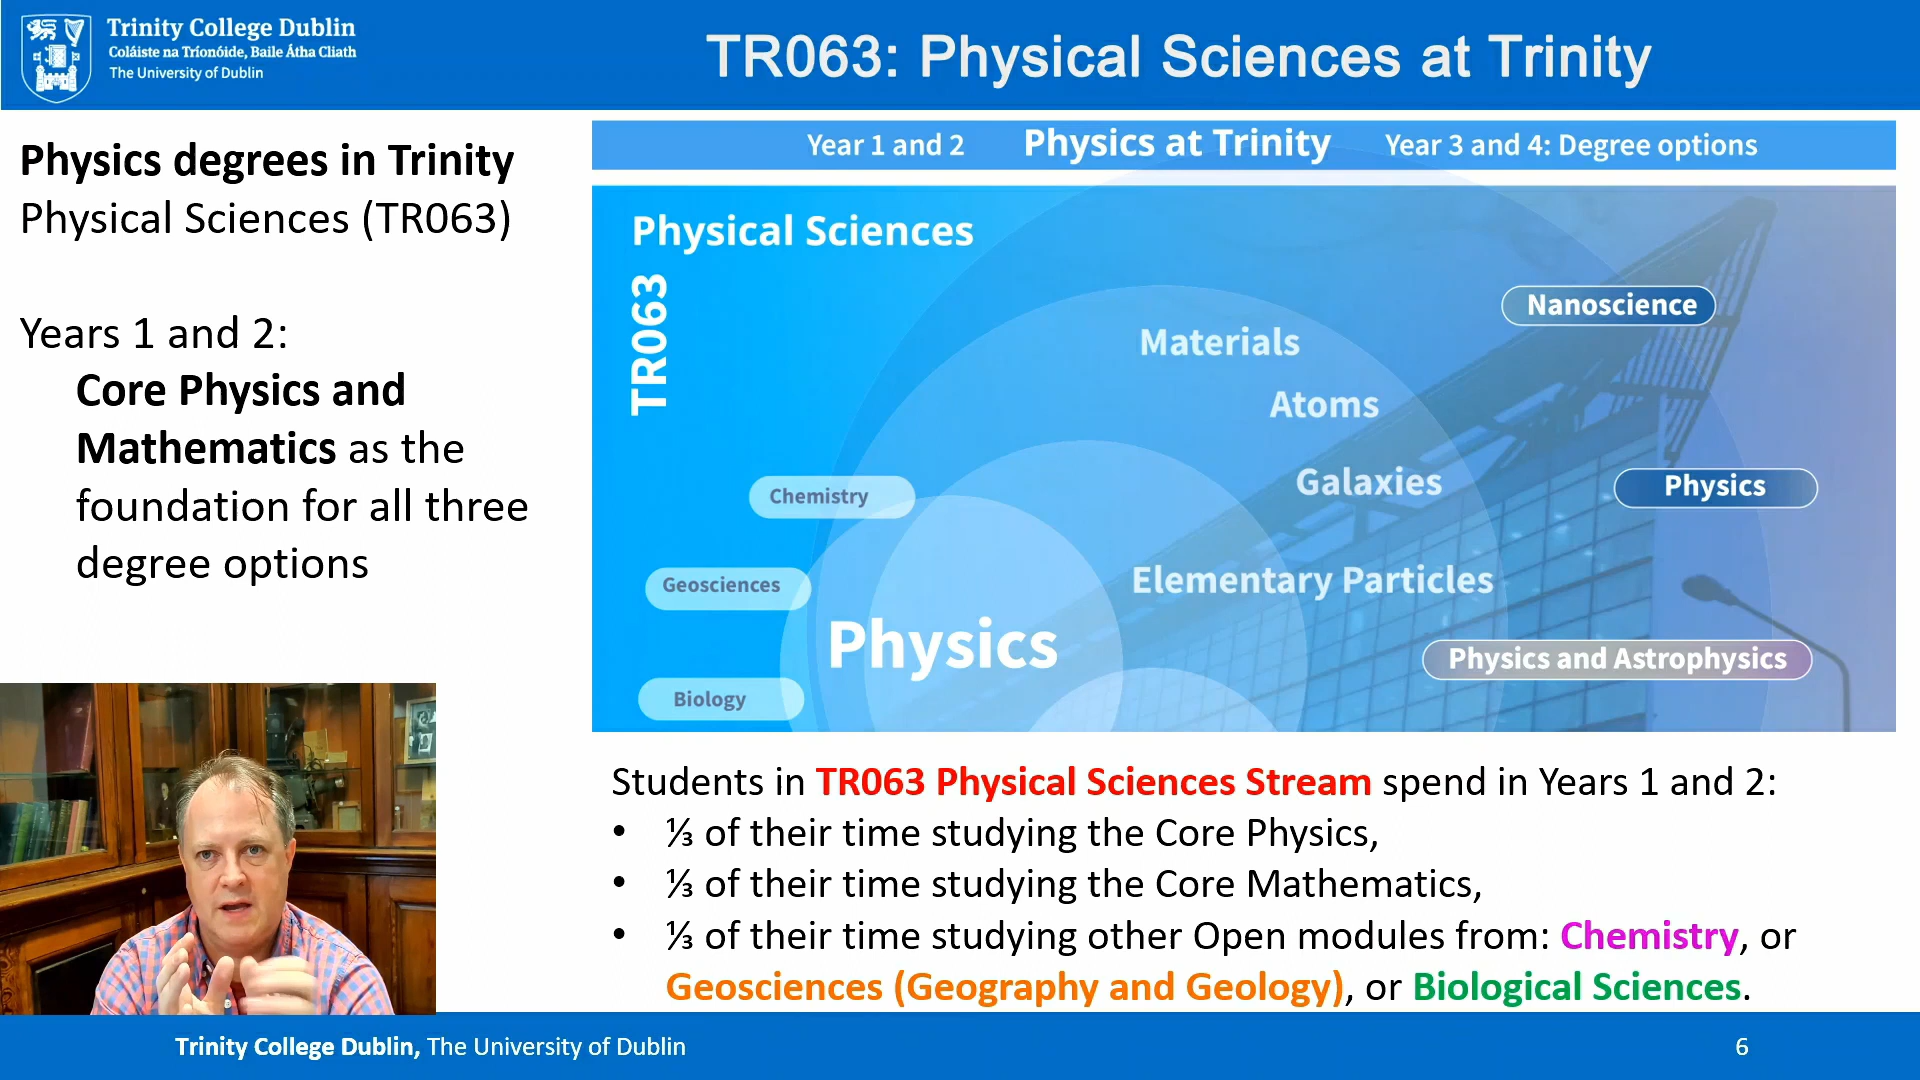 Trinity College Dublin
Coláiste na Tríonóide, Baile Átha Cliath
The University of Dublin
TR063: Physical Sciences at Trinity
Physics degrees in Trinity
Physical Sciences (TR063)
Years 1 and 2:
Core Physics and
Mathematics as the
foundation for all three
degree options
Year 1 and 2 Physics at Trinity Year 3 and 4: Degree options
Physical Sciences
TR063
Nanoscience
Materials
Atoms
Galaxies
Physics
Chemistry
Geosciences
Elementary Particles
Physics
Physics and Astrophysics
Biology
Students in TR063 Physical Sciences Stream spend in Years 1 and 2:
• ⅓ of their time studying the Core Physics,
• ⅓ of their time studying the Core Mathematics,
• ⅓ of their time studying other Open modules from: Chemistry, or
Geosciences (Geography and Geology), or Biological Sciences.
Trinity College Dublin, The University of Dublin
6